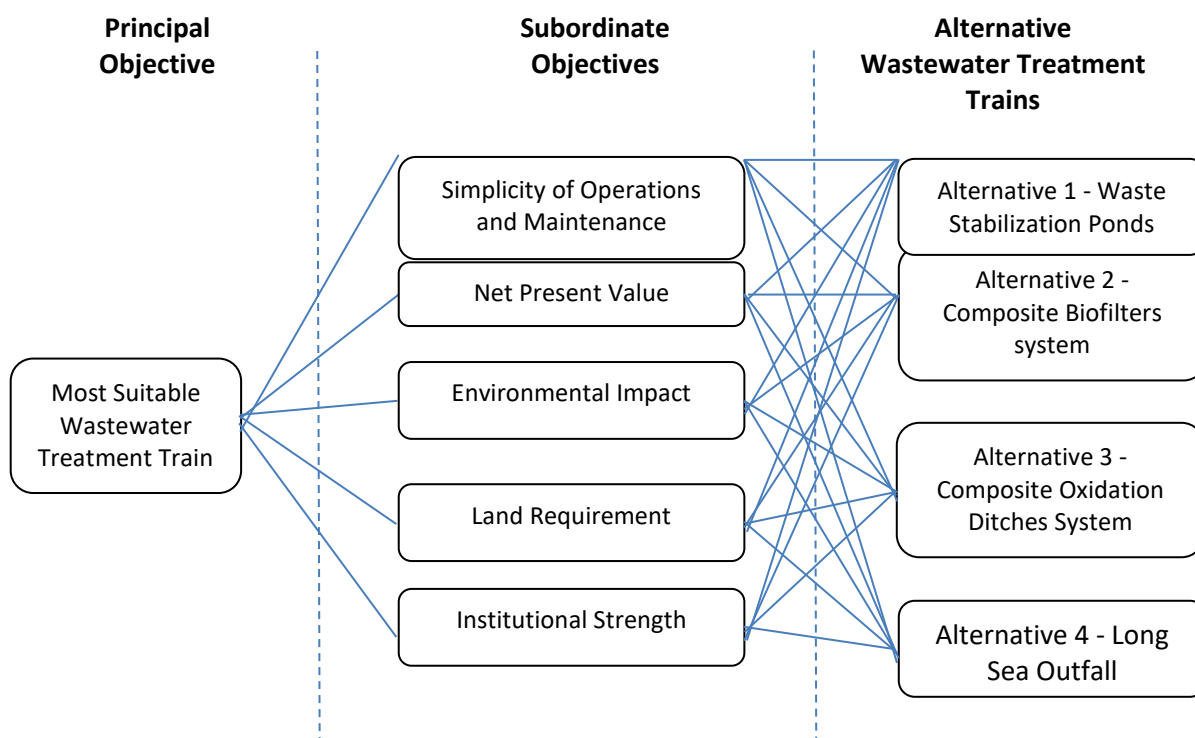 Principal
Objective
Subordinate
Objectives
Alternative
Wastewater Treatment
Trains
Most Suitable
Wastewater
Treatment Train
Simplicity of Operations
and Maintenance
Net Present Value
Environmental Impact
Land Requirement
Institutional Strength
Alternative 1 - Waste
Stabilization Ponds
Alternative 2 -
Composite Biofilters
system
Alternative 3 -
Composite Oxidation
Ditches System
Alternative 4 - Long
Sea Outfall